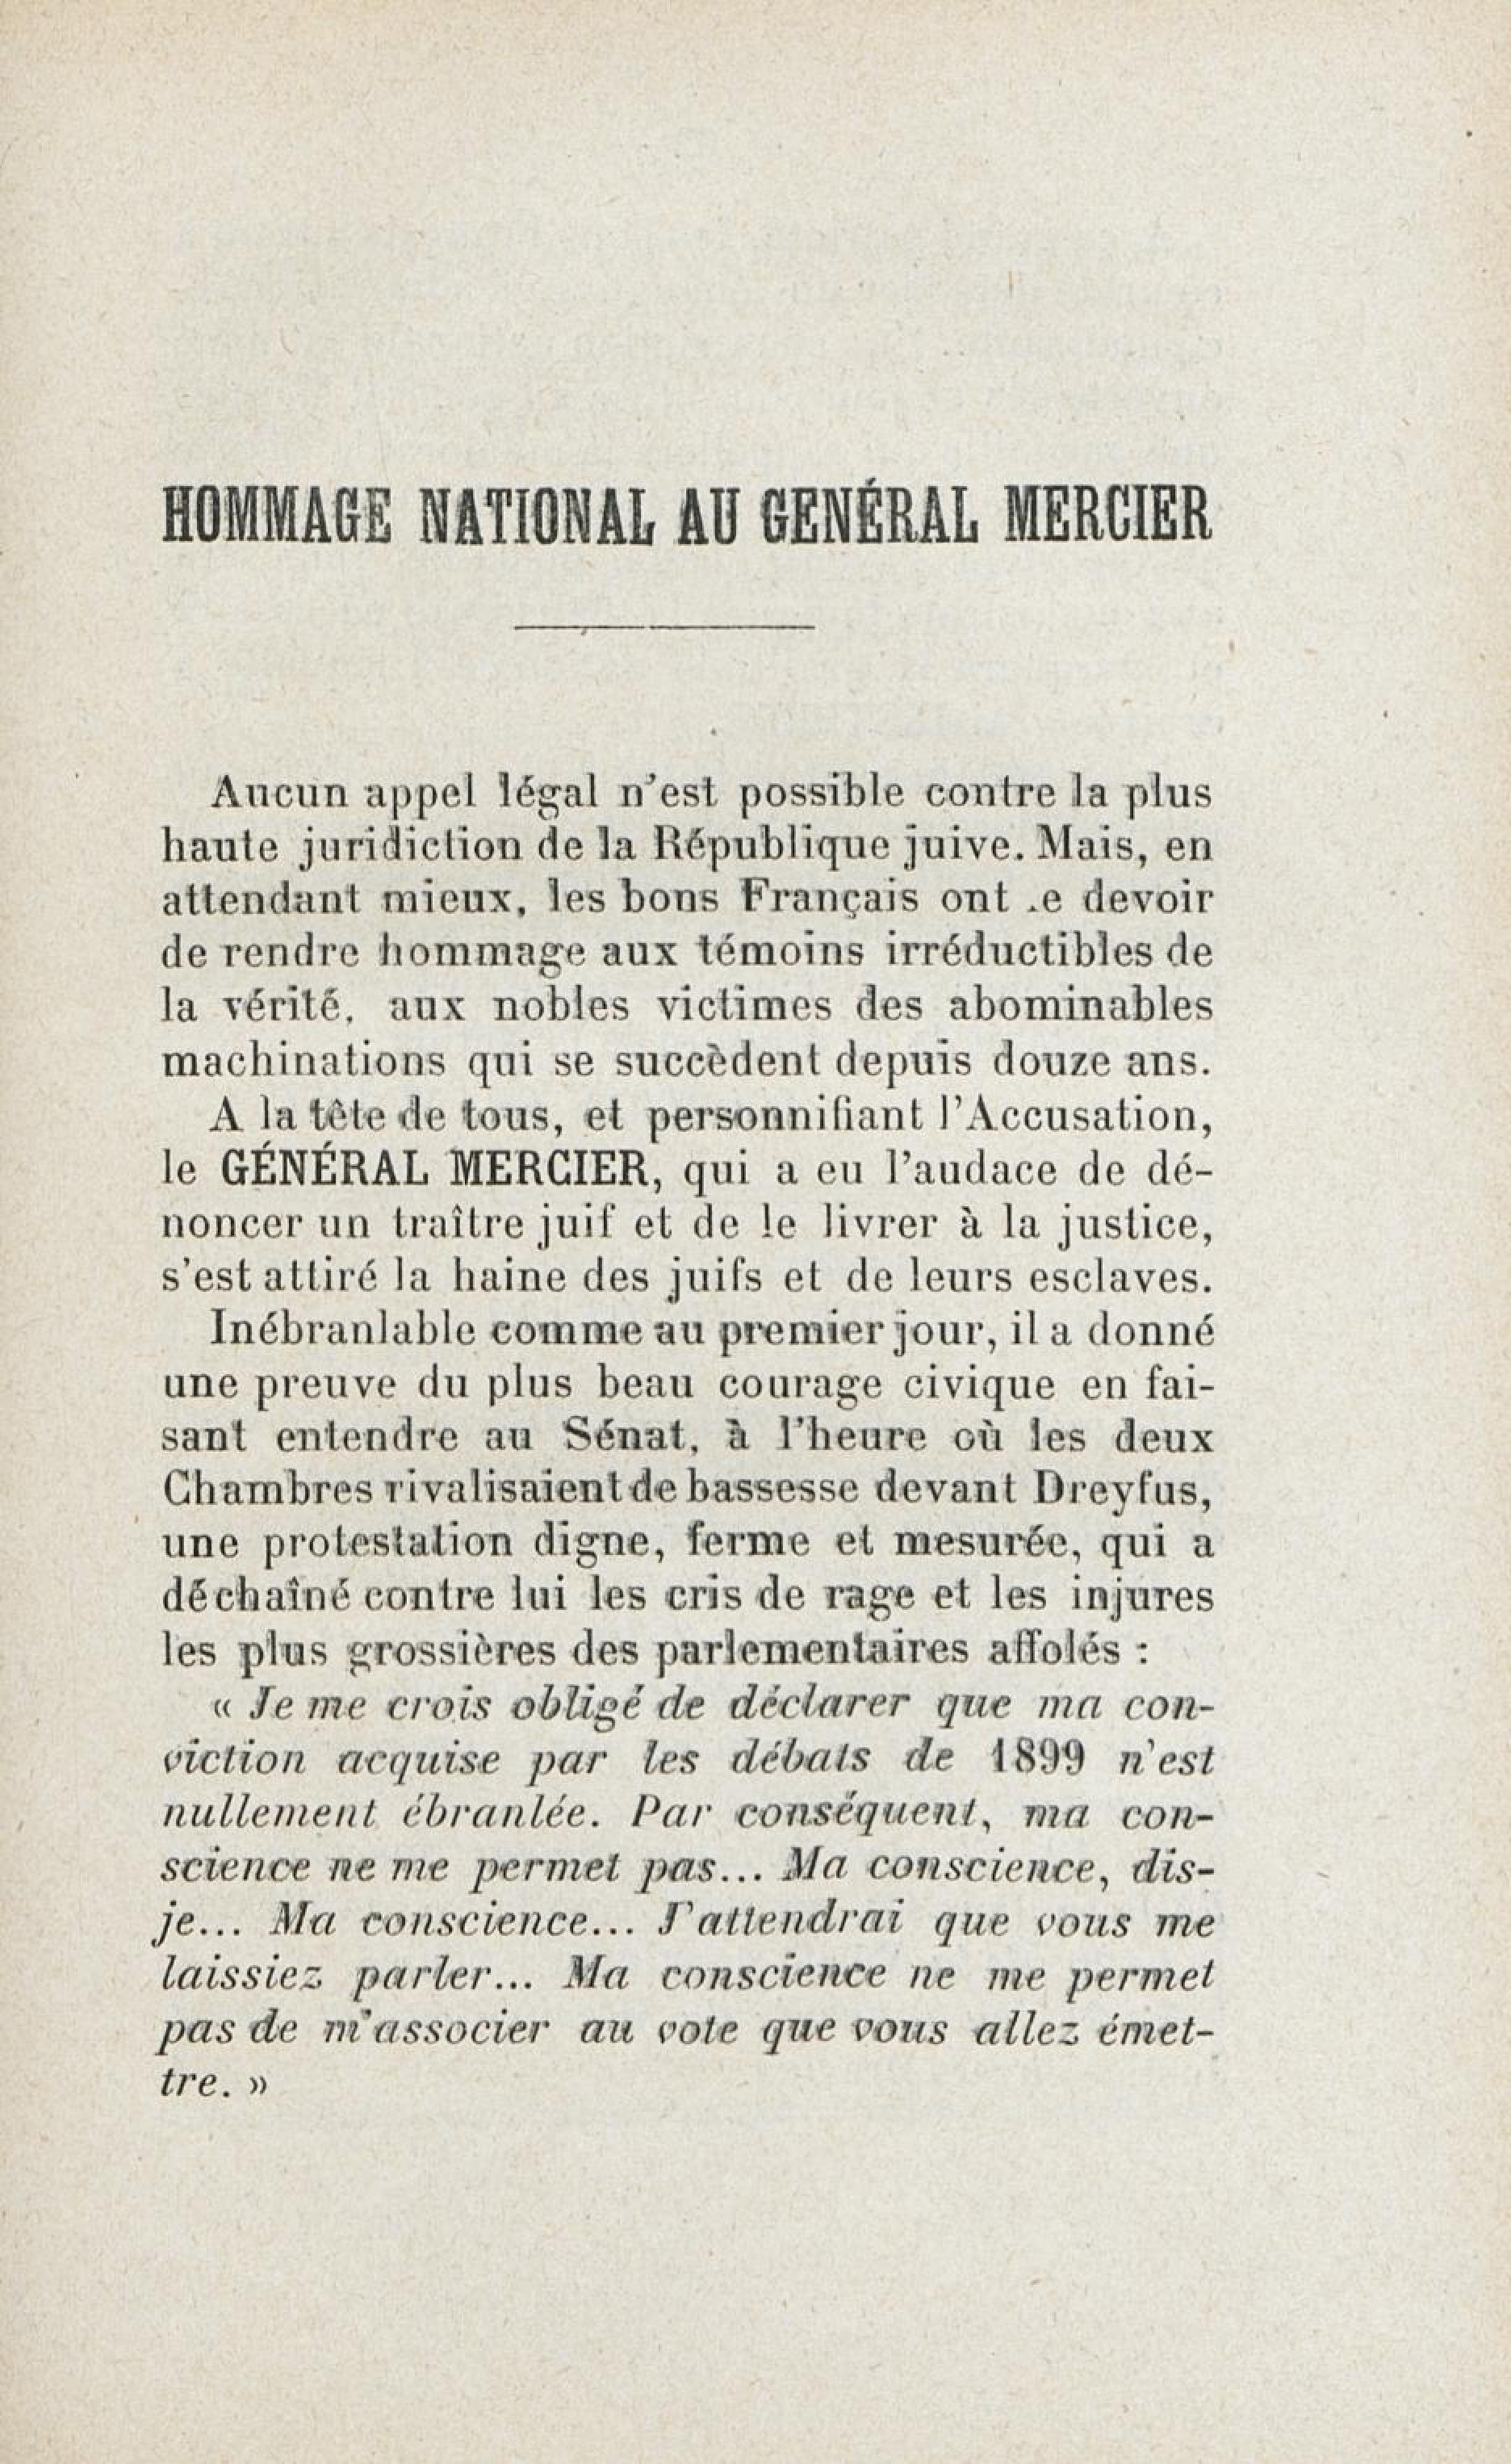 HOMMAGE NATIONAL AU GÉNÉRAL MERCIER
Aucun appel légal n'est possible contre la plus
haute juridiction de la République juive. Mais, en
attendant mieux, les bons Français ont .e devoir
de rendre hommage aux témoins irréductibles de
la vérité, aux nobles victimes des abominables
machinations qui se succèdent depuis douze ans.
A la tête de tous, et personnifiant l'Accusation,
le GÉNÉRAL MERCIER, qui a eu l'audace de dé-
noncer un traître juif et de le livrer à la justice,
s'est attiré la haine des juifs et de leurs esclaves.
Inébranlable comme au premier jour, il a donné
une preuve du plus beau courage civique en fai-
sant entendre au Sénat, à l'heure où les deux
Chambres rivalisaient de bassesse devant Dreyfus,
une protestation digne, ferme et mesurée, qui a
déchaîné contre lui les cris de rage et les injures
les plus grossières des parlementaires affolés :
« Je me crois obligé de déclarer que ma con-
viction acquise par les débats de 1899 n'est
nullement ébranlée. Par conséquent, ma con-
science ne me permet pas... Ma conscience, dis-
je... Ma conscience... J'attendrai que vous me
laissiez parler... Ma conscience ne me permet
pas de m'associer au vote que vous allez émet-
tre. »